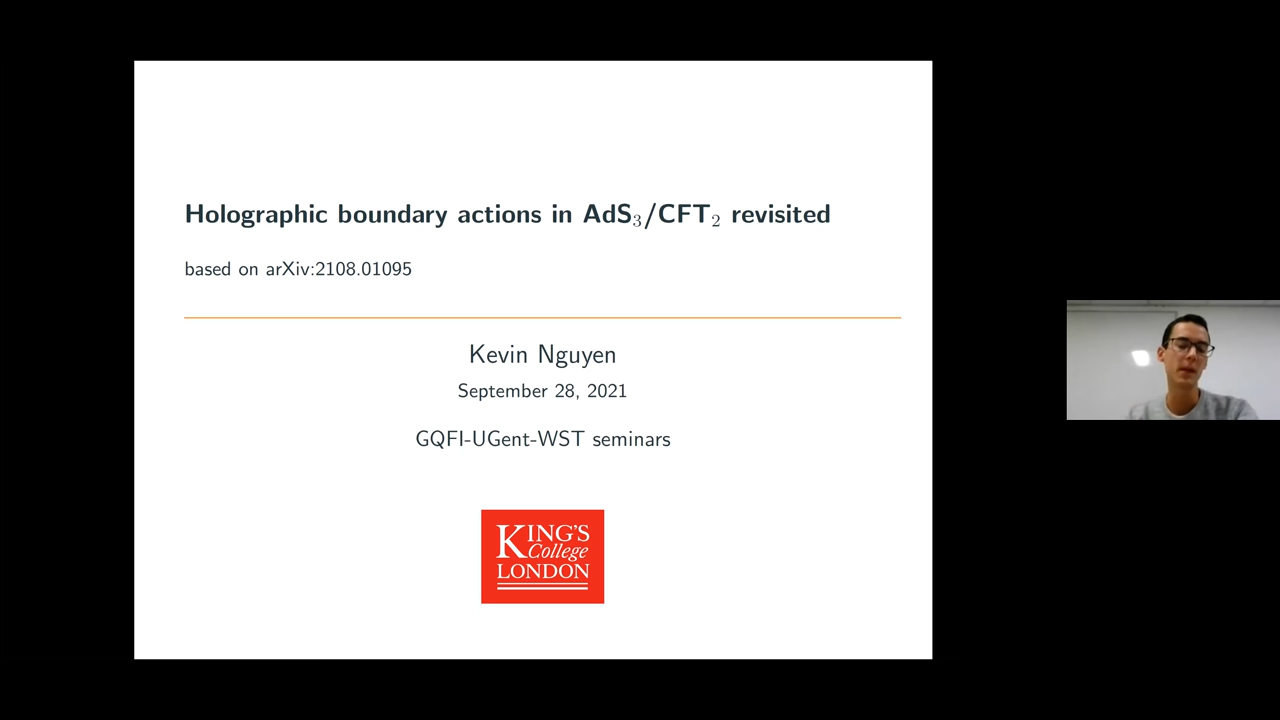 Holographic boundary actions in AdS₃/CFT₂ revisited
based on arXiv:2108.01095
Kevin Nguyen
September 28, 2021
GQFI-UGent-WST seminars
KING'S
College
LONDON